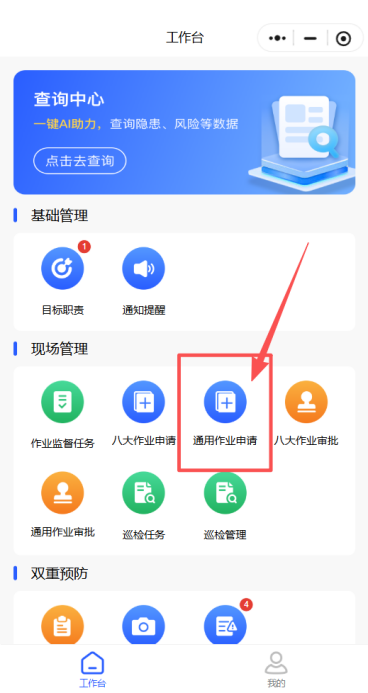 工作台
查询中心
一键AI助力，查询隐患、风险等数据
点击去查询
基础管理
1
目标职责
通知提醒
现场管理
作业监督任务
八大作业申请
通用作业申请
八大作业审批
通用作业审批
巡检任务
巡检管理
双重预防
4
工作台
我的